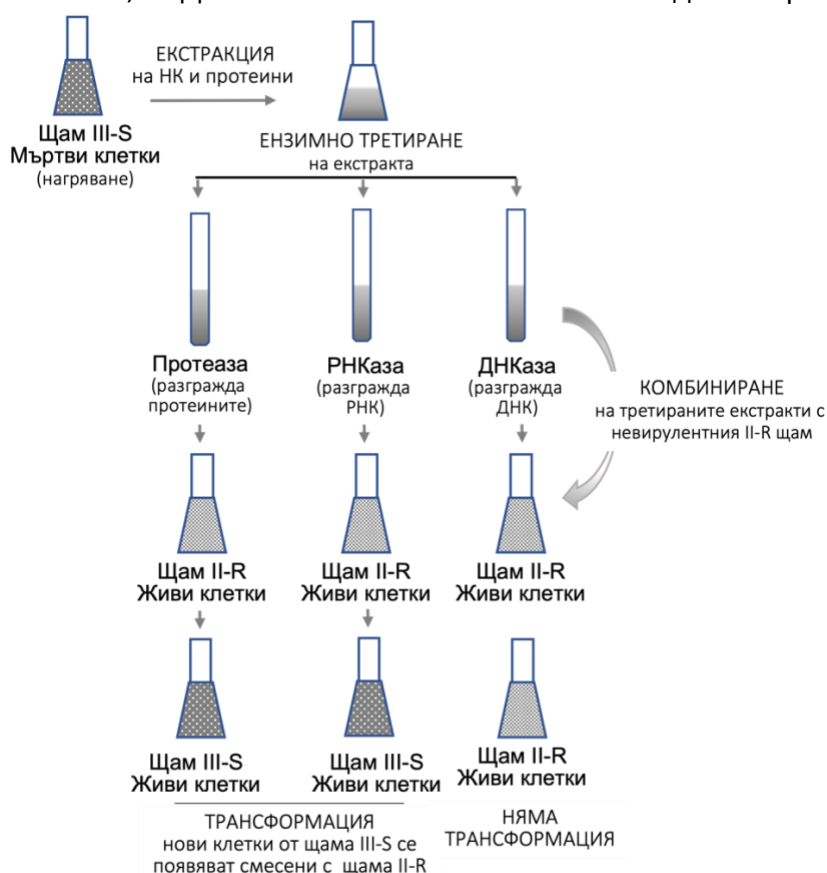 ЕКСТРАКЦИЯ
на НК и протеини
Щам III-S
Мъртви клетки
(нагряване)
ЕНЗИМНО ТРЕТИРАНЕ
на екстракта
Протеаза
(разгражда
протеините)
РНКаза
(разгражда
РНК)
ДНКаза
(разгражда
ДНК)
КОМБИНИРАНЕ
на третираните екстракти с
невирулентния II-R щам
Щам II-R
Живи клетки
Щам II-R
Живи клетки
Щам II-R
Живи клетки
Щам III-S
Живи клетки
Щам III-S
Живи клетки
Щам II-R
Живи клетки
ТРАНСФОРМАЦИЯ
нови клетки от щама III-S се
появяват смесени с щама II-R
НЯМА
ТРАНСФОРМАЦИЯ